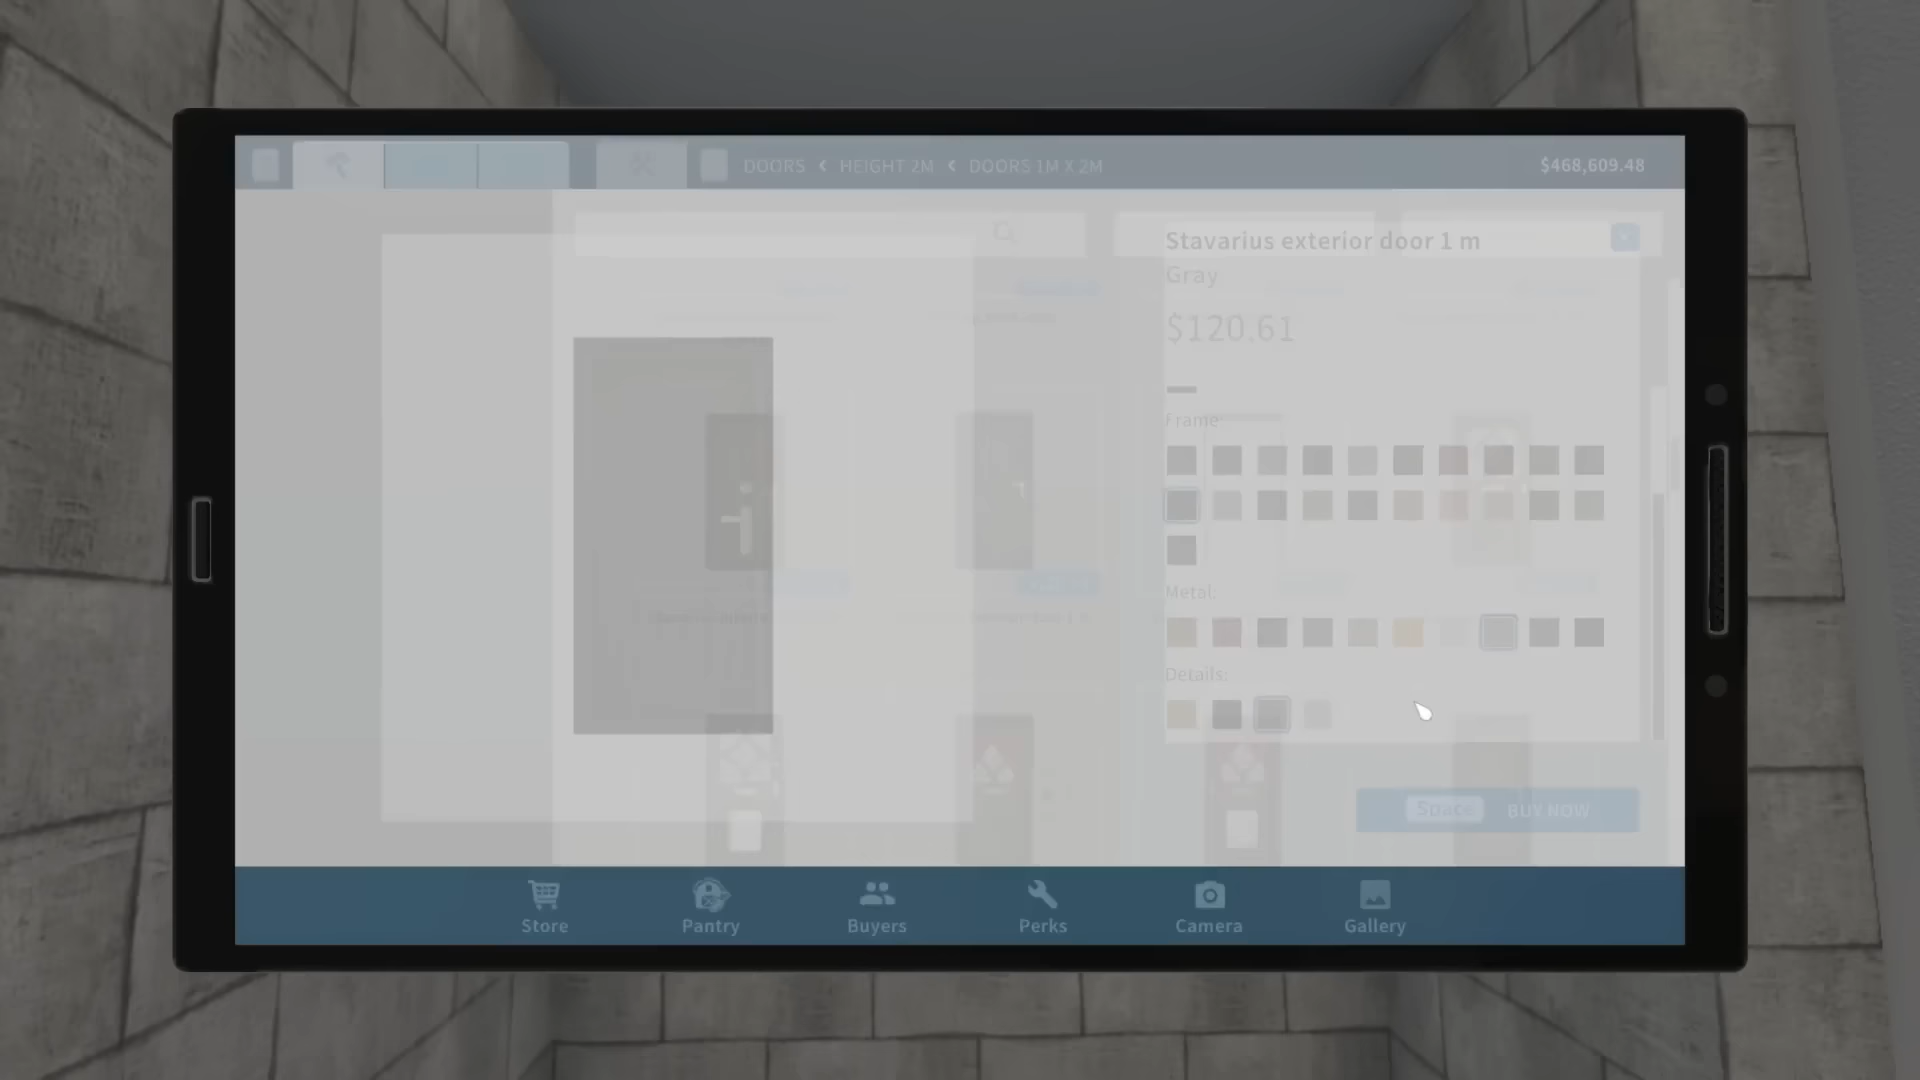 DOORS < HEIGHT 2M < DOORS 1M X 2M
$468,609.48
Stavarius exterior door 1 m
Gray
$120.61
Frame
Metal:
Details:
Space BUY NOW
Store Pantry Buyers Perks Camera Gallery